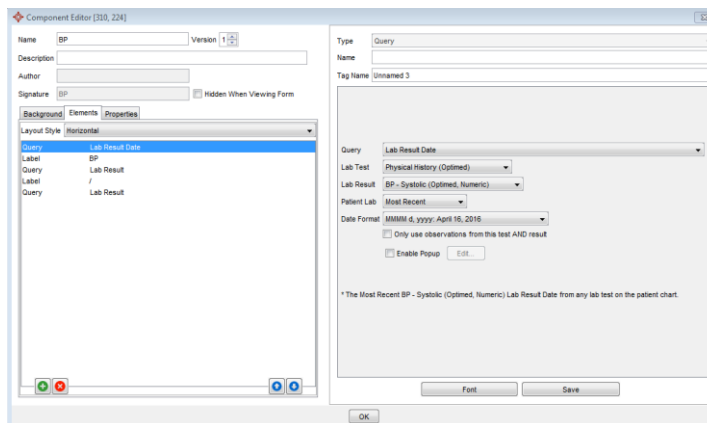 Component Editor [310, 224]
Name BP Version 1
Description
Author
Signature BP Hidden When Viewing Form
Background Elements Properties
Layout Style Horizontal
Query Lab Result Date
Label BP
Query Lab Result
Label /
Query Lab Result
Type Query
Name
Tag Name Unnamed 3
Query Lab Result Date
Lab Test Physical History (Optimed)
Lab Result BP - Systolic (Optimed, Numeric)
Patient Lab Most Recent
Date Format MMMM d, yyyy: April 16, 2016
Only use observations from this test AND result
Enable Popup Edit...
* The Most Recent BP - Systolic (Optimed, Numeric) Lab Result Date from any lab test on the patient chart.
Font Save
OK